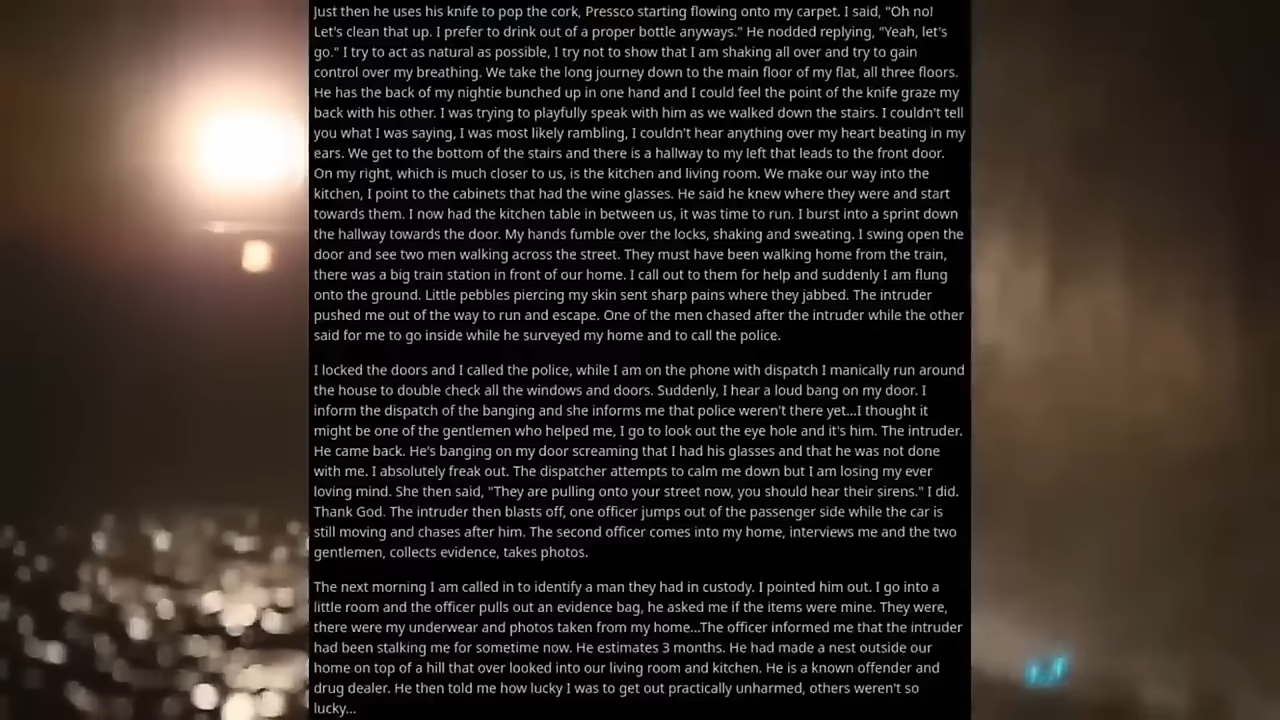 Just then he uses his knife to pop the cork, Pressco starting flowing onto my carpet. I said, "Oh no!
Let's clean that up. I prefer to drink out of a proper bottle anyways." He nodded replying, "Yeah, let's
go." I try to act as natural as possible, I try not to show that I am shaking all over and try to gain
control over my breathing. We take the long journey down to the main floor of my flat, all three floors.
He has the back of my nightie bunched up in one hand and I could feel the point of the knife graze my
back with his other. I was trying to playfully speak with him as we walked down the stairs. I couldn't tell
you what I was saying, I was most likely rambling, I couldn't hear anything over my heart beating in my
ears. We get to the bottom of the stairs and there is a hallway to my left that leads to the front door.
On my right, which is much closer to us, is the kitchen and living room. We make our way into the
kitchen, I point to the cabinets that had the wine glasses. He said he knew where they were and start
towards them. I now had the kitchen table in between us, it was time to run. I burst into a sprint down
the hallway towards the door. My hands fumble over the locks, shaking and sweating. I swing open the
door and see two men walking across the street. They must have been walking home from the train,
there was a big train station in front of our home. I call out to them for help and suddenly I am flung
onto the ground. Little pebbles piercing my skin sent sharp pains where they jabbed. The intruder
pushed me out of the way to run and escape. One of the men chased after the intruder while the other
said for me to go inside while he surveyed my home and to call the police.
I locked the doors and I called the police, while I am on the phone with dispatch I manically run around
the house to double check all the windows and doors. Suddenly, I hear a loud bang on my door. I
inform the dispatch of the banging and she informs me that police weren't there yet...I thought it
might be one of the gentlemen who helped me, I go to look out the eye hole and it's him. The intruder.
He came back. He's banging on my door screaming that I had his glasses and that he was not done
with me. I absolutely freak out. The dispatcher attempts to calm me down but I am losing my ever
loving mind. She then said, "They are pulling onto your street now, you should hear their sirens." I did.
Thank God. The intruder then blasts off, one officer jumps out of the passenger side while the car is
still moving and chases after him. The second officer comes into my home, interviews me and the two
gentlemen, collects evidence, takes photos.
The next morning I am called in to identify a man they had in custody. I pointed him out. I go into a
little room and the officer pulls out an evidence bag, he asked me if the items were mine. They were,
there were my underwear and photos taken from my home...The officer informed me that the intruder
had been stalking me for sometime now. He estimates 3 months. He had made a nest outside our
home on top of a hill that over looked into our living room and kitchen. He is a known offender and
drug dealer. He then told me how lucky I was to get out practically unharmed, others weren't so
lucky...